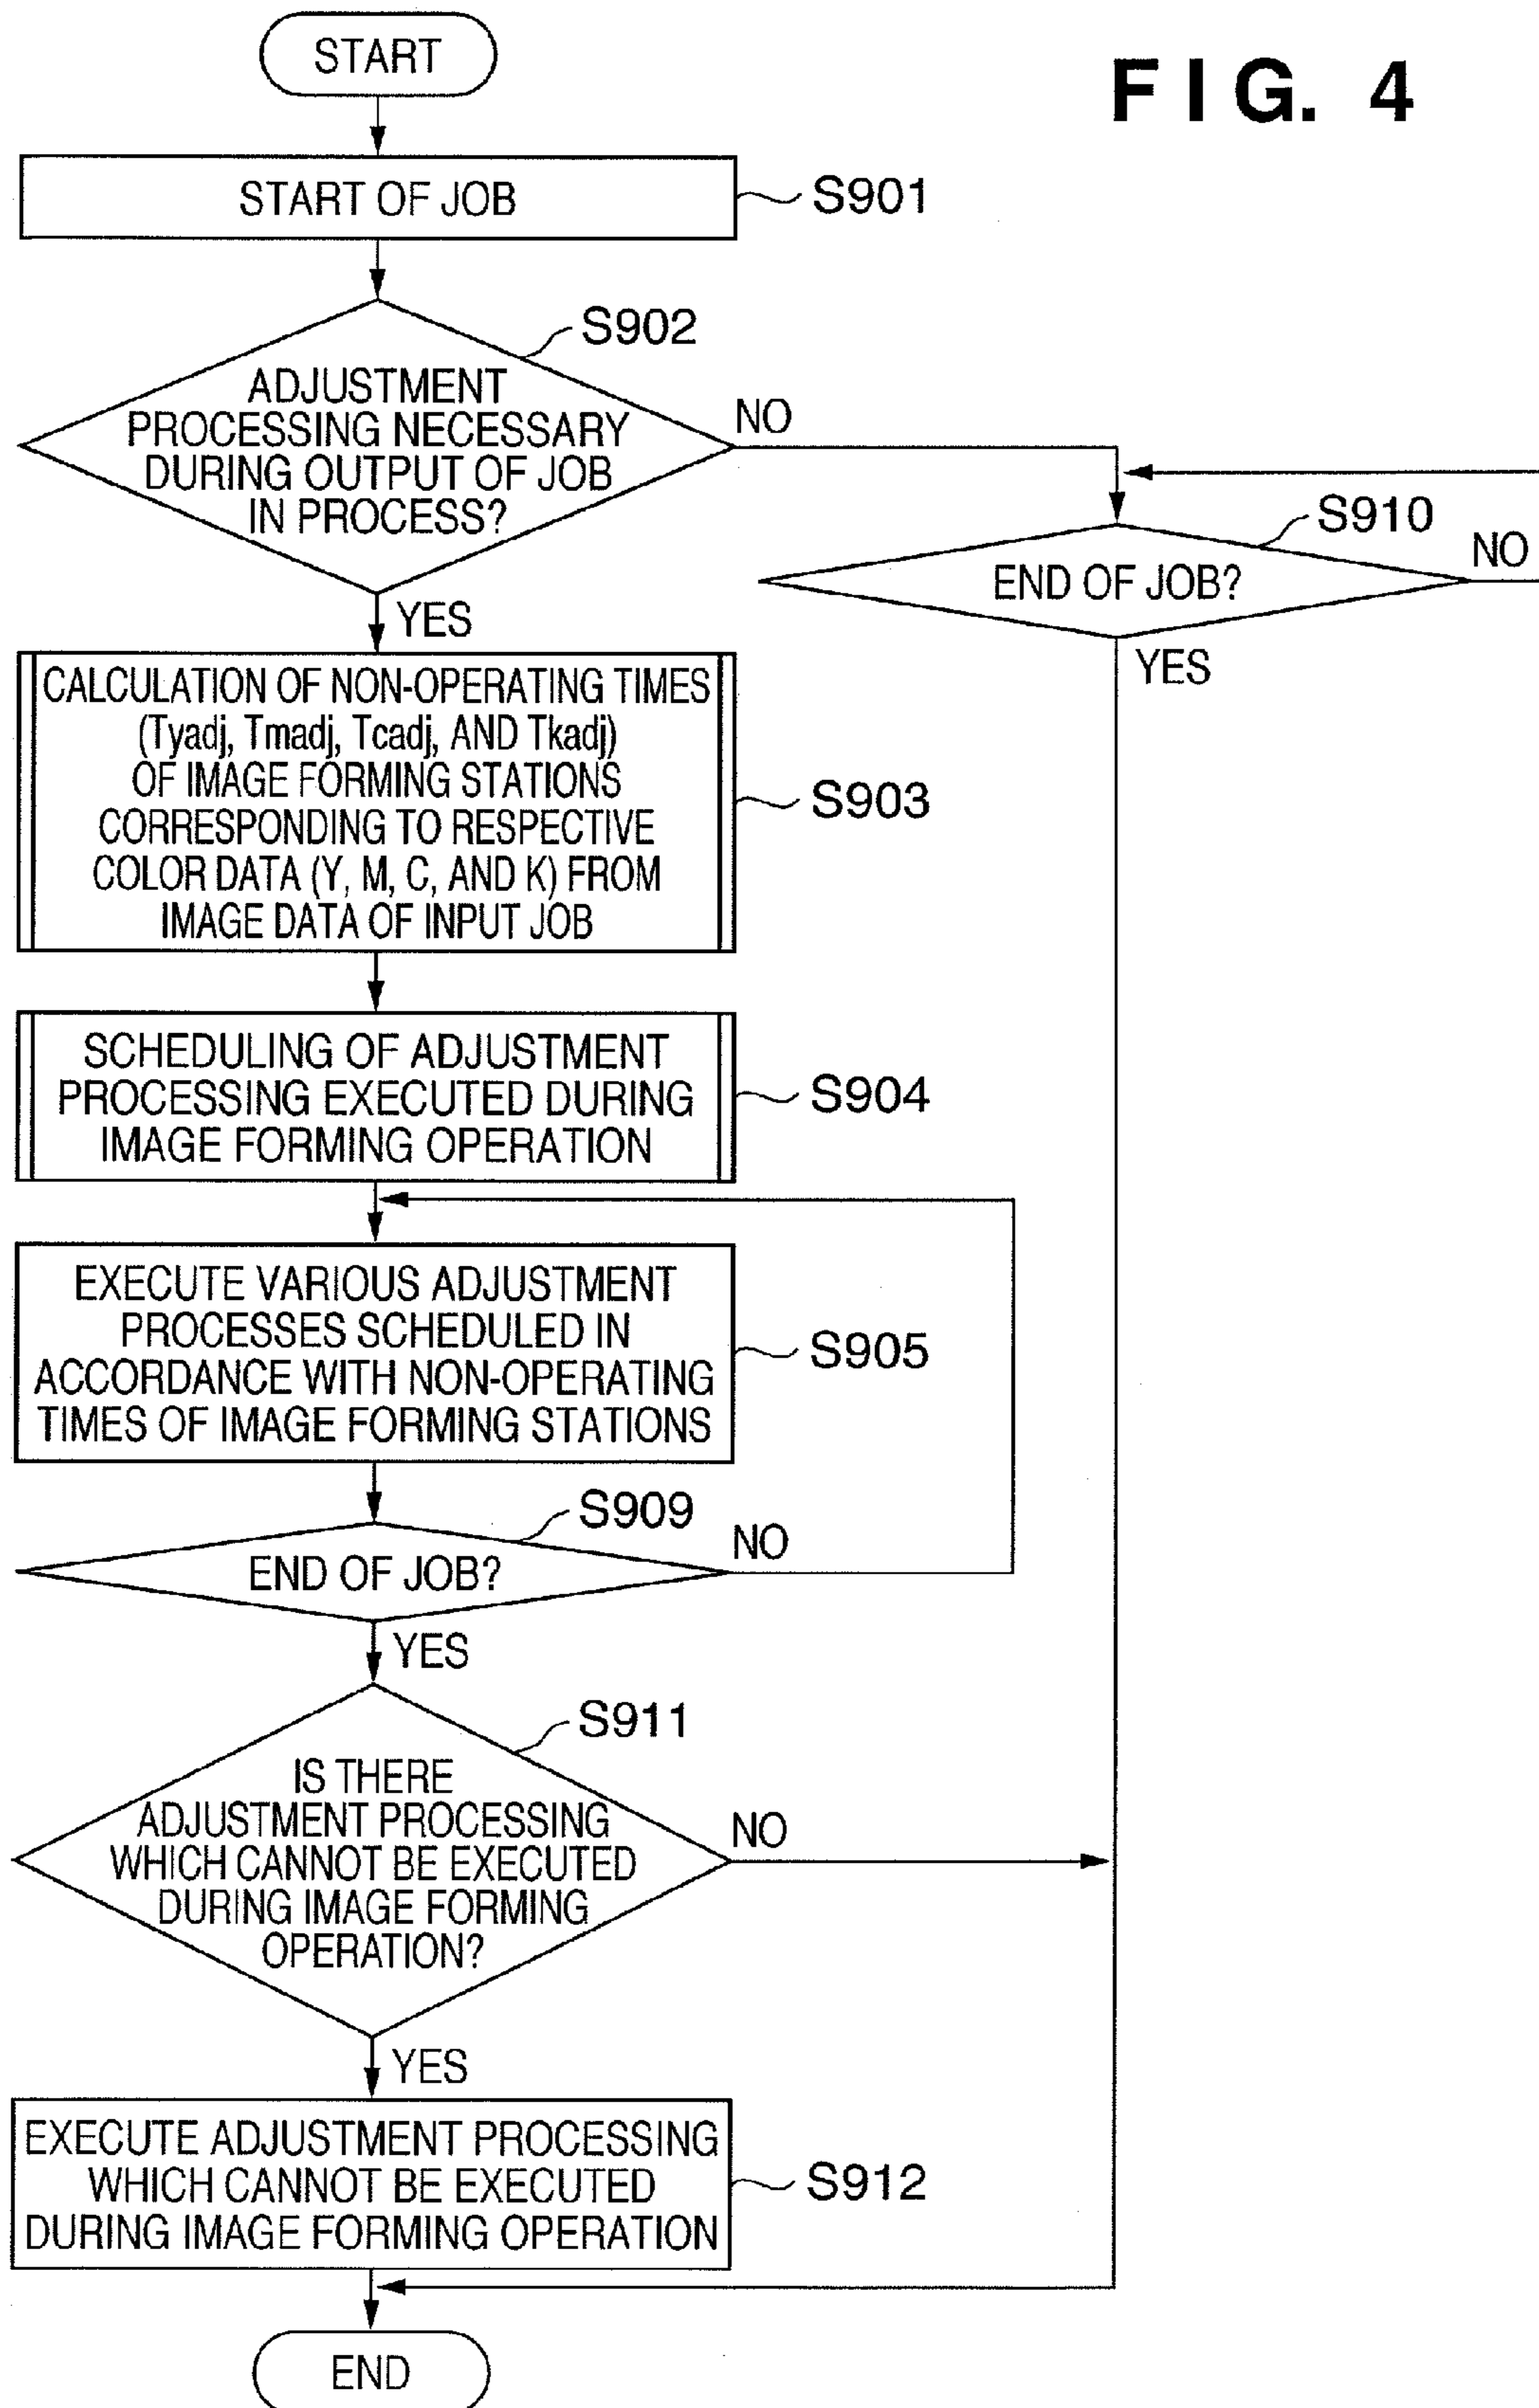 FIG. 4
START
START OF JOB
S901
S902
ADJUSTMENT
PROCESSING NECESSARY
DURING OUTPUT OF JOB
IN PROCESS?
NO
YES
S910
END OF JOB?
NO
YES
CALCULATION OF NON-OPERATING TIMES
(Tyadj, Tmadj, Tcadj, AND Tkadj)
OF IMAGE FORMING STATIONS
CORRESPONDING TO RESPECTIVE
COLOR DATA (Y, M, C, AND K) FROM
IMAGE DATA OF INPUT JOB
S903
SCHEDULING OF ADJUSTMENT
PROCESSING EXECUTED DURING
IMAGE FORMING OPERATION
S904
EXECUTE VARIOUS ADJUSTMENT
PROCESSES SCHEDULED IN
ACCORDANCE WITH NON-OPERATING
TIMES OF IMAGE FORMING STATIONS
S905
S909
END OF JOB?
NO
YES
S911
IS THERE
ADJUSTMENT PROCESSING
WHICH CANNOT BE EXECUTED
DURING IMAGE FORMING
OPERATION?
NO
YES
EXECUTE ADJUSTMENT PROCESSING
WHICH CANNOT BE EXECUTED
DURING IMAGE FORMING OPERATION
S912
END